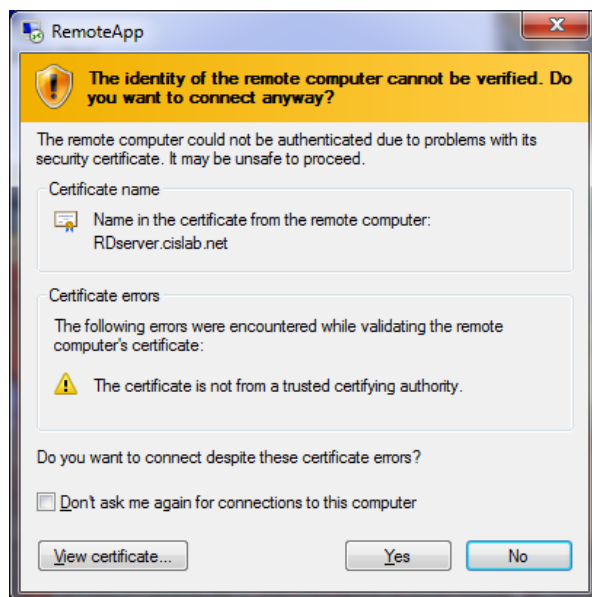 RemoteApp
The identity of the remote computer cannot be verified. Do
you want to connect anyway?
The remote computer could not be authenticated due to problems with its
security certificate. It may be unsafe to proceed.
Certificate name
Name in the certificate from the remote computer:
RDserver.cislab.net
Certificate errors
The following errors were encountered while validating the remote
computer's certificate:
The certificate is not from a trusted certifying authority.
Do you want to connect despite these certificate errors?
Don't ask me again for connections to this computer
View certificate...
Yes
No